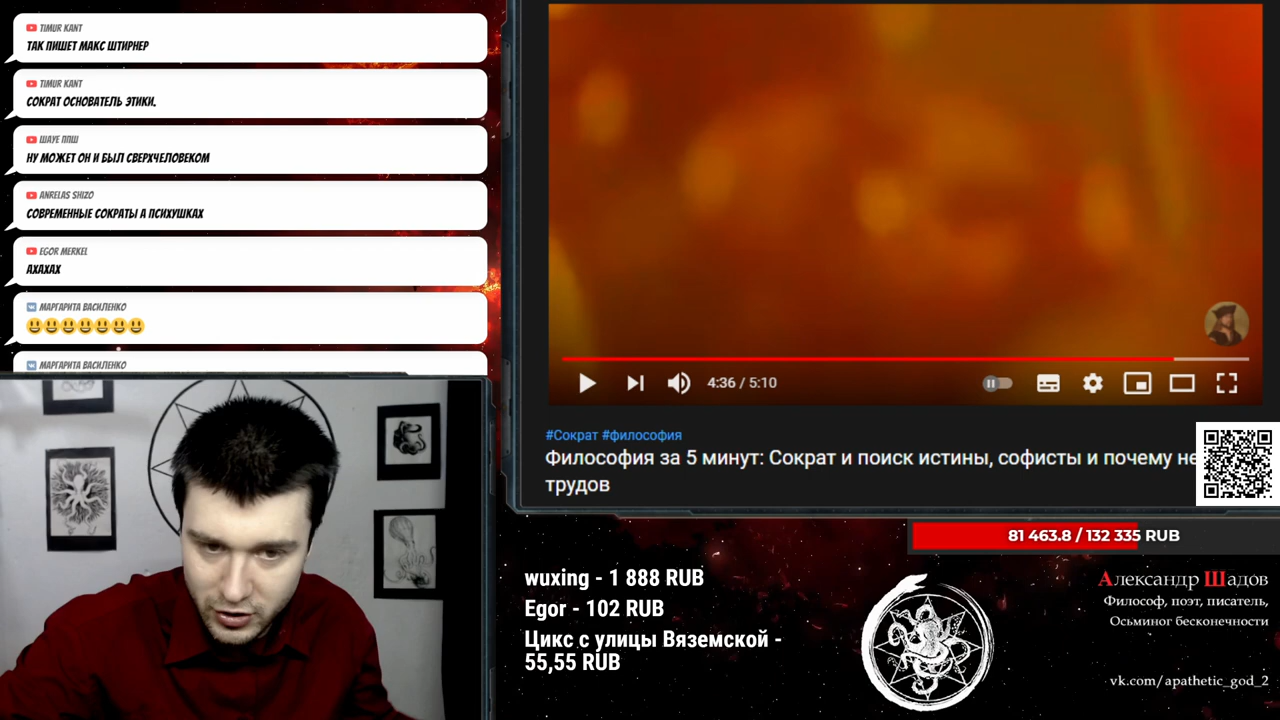 TIMUR KANT
ТАК ПИШЕТ МАКС ШТИРНЕР
TIMUR KANT
СОКРАТ ОСНОВАТЕЛЬ ЭТИКИ.
ШАУЕ ППШ
НУ МОЖЕТ ОН И БЫЛ СВЕРХЧЕЛОВЕКОМ
ANRELAS SHIZO
СОВРЕМЕННЫЕ СОКРАТЫ А ПСИХУШКАХ
EGOR MERKEL
АХАХАХ
МАРГАРИТА ВАСИЛЕНКО
😃😃😃😃😃😃😃
МАРГАРИТА ВАСИЛЕНКО
4:36 / 5:10
#Сократ #философия
Философия за 5 минут: Сократ и поиск истины, софисты и почему не
трудов
81 463.8 / 132 335 RUB
wuxing - 1 888 RUB
Egor - 102 RUB
Цикс с улицы Вяземской -
55,55 RUB
Александр Шадов
Философ, поэт, писатель,
Осьминог бесконечности
vk.com/apathetic_god_2